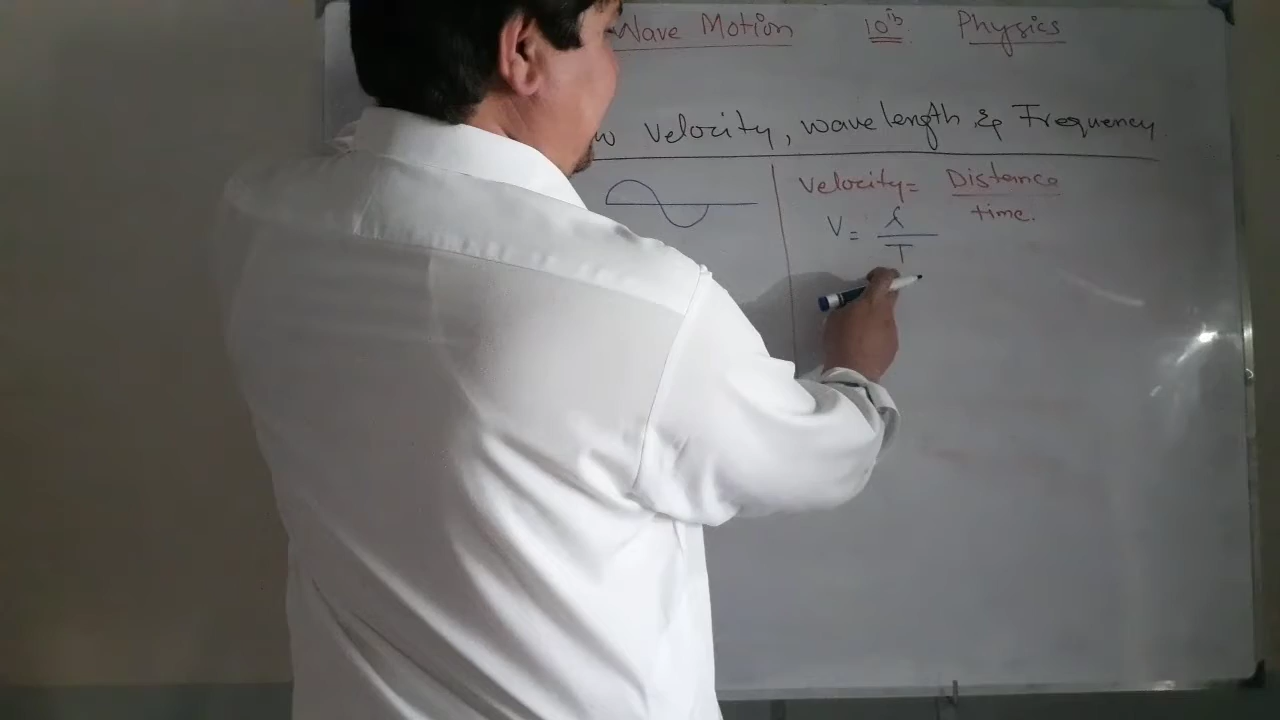 Wave Motion 10th Physics
w Velocity, wavelength & Frequency
Velocity = Distance
time.
V = λ
T